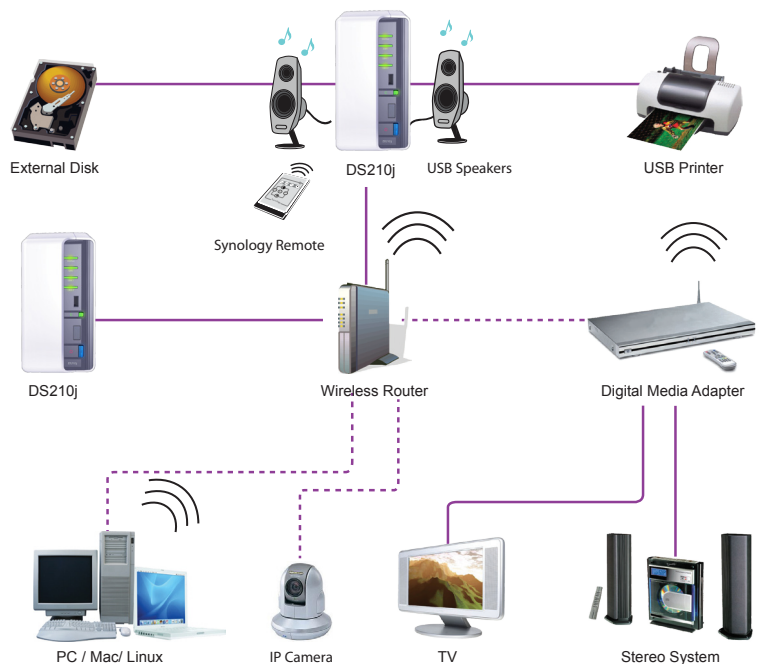 External Disk
DS210j
USB Speakers
USB Printer
Synology Remote
DS210j
Wireless Router
Digital Media Adapter
PC / Mac/ Linux
IP Camera
TV
Stereo System